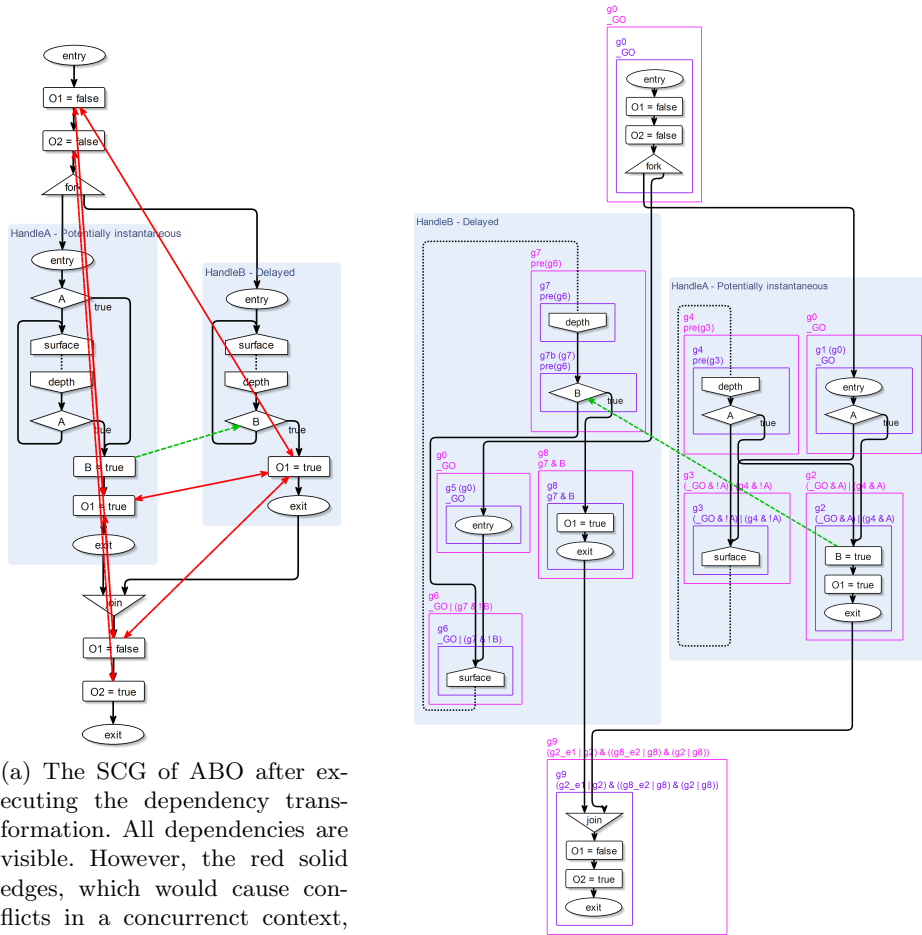 entry
O1 = false
O2 = false
fork
HandleA - Potentially instantaneous
entry
A
true
surface
depth
A
true
B = true
O1 = true
exit
HandleB - Delayed
entry
surface
depth
B
true
O1 = true
exit
join
O1 = false
O2 = true
exit
(a) The SCG of ABO after exe-
cuting the dependency trans-
formation. All dependencies are
visible. However, the red solid
edges, which would cause con-
flicts in a concurrenct context,
g0
_GO
g0
_GO
entry
O1 = false
O2 = false
fork
HandleB - Delayed
g7
pre(g6)
g7
pre(g6)
depth
g7b (g7)
pre(g6)
B
true
g0
_GO
g5 (g0)
_GO
entry
g8
g7 & B
g8
g7 & B
O1 = true
exit
g6
_GO | (g7 & !B)
g6
_GO | (g7 & !B)
surface
HandleA - Potentially instantaneous
g4
pre(g3)
g4
pre(g3)
depth
A
true
g0
_GO
g1 (g0)
_GO
entry
A
true
g3
(_GO & !A) | (g4 & !A)
g3
(_GO & !A) | (g4 & !A)
surface
g2
(_GO & A) | (g4 & A)
g2
(_GO & A) | (g4 & A)
B = true
O1 = true
exit
g9
(g2_e1 | g2) & ((g8_e2 | g8) & (g2 | g8))
g9
(g2_e1 | g2) & ((g8_e2 | g8) & (g2 | g8))
join
O1 = false
O2 = true
exit